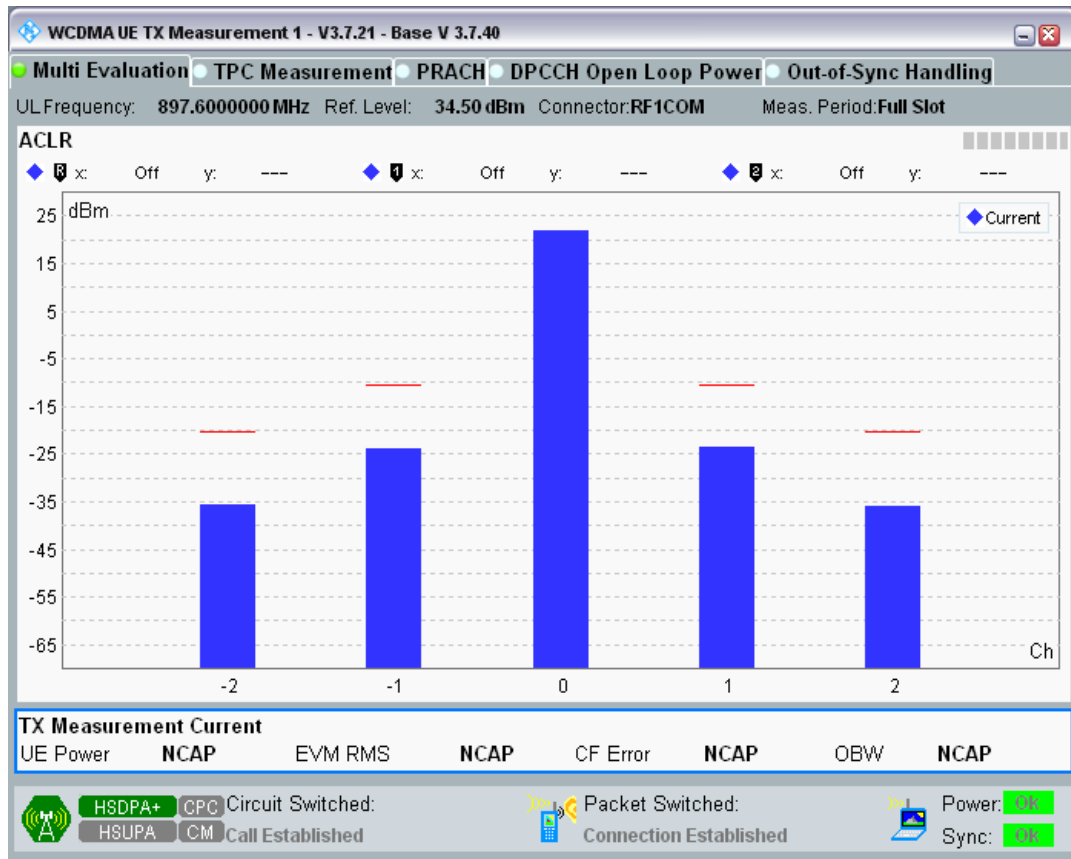 WCDMA UE TX Measurement 1 - V3.7.21 - Base V 3.7.40
Multi Evaluation TPC Measurement PRACH DPCCH Open Loop Power Out-of-Sync Handling
UL Frequency: 897.6000000 MHz Ref. Level: 34.50 dBm Connector:RF1COM Meas. Period:Full Slot
ACLR
R x: Off y: --- 1 x: Off y: --- 2 x: Off y: ---
dBm
Current
25
15
5
-5
-15
-25
-35
-45
-55
-65
Ch
-2 -1 0 1 2
TX Measurement Current
UE Power NCAP EVM RMS NCAP CF Error NCAP OBW NCAP
HSDPA+ CPC Circuit Switched: Packet Switched: Power: Ok
HSUPA CM Call Established Connection Established Sync: Ok